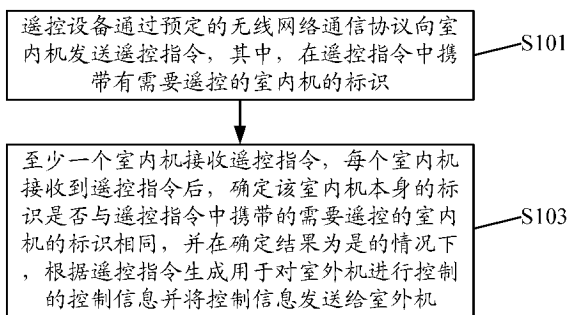 遥控设备通过预定的无线网络通信协议向室
内机发送遥控指令，其中，在遥控指令中携
带有需要遥控的室内机的标识
S101
至少一个室内机接收遥控指令，每个室内机
接收到遥控指令后，确定该室内机本身的标
识是否与遥控指令中携带的需要遥控的室内
机的标识相同，并在确定结果为是的情况下
，根据遥控指令生成用于对室外机进行控制
的控制信息并将控制信息发送给室外机
S103